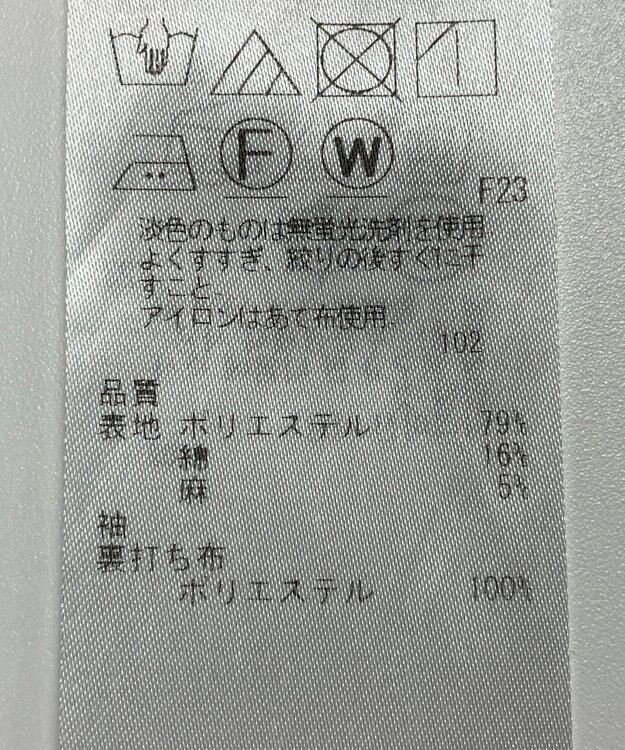 F W
F23
淡色のものは無蛍光洗剤を使用
よくすすぎ、絞りの後すぐに干
すこと、
アイロンはあて布使用、
102
品質
表地 ポリエステル 79%
綿 16%
麻 5%
袖
裏打ち布
ポリエステル 100%